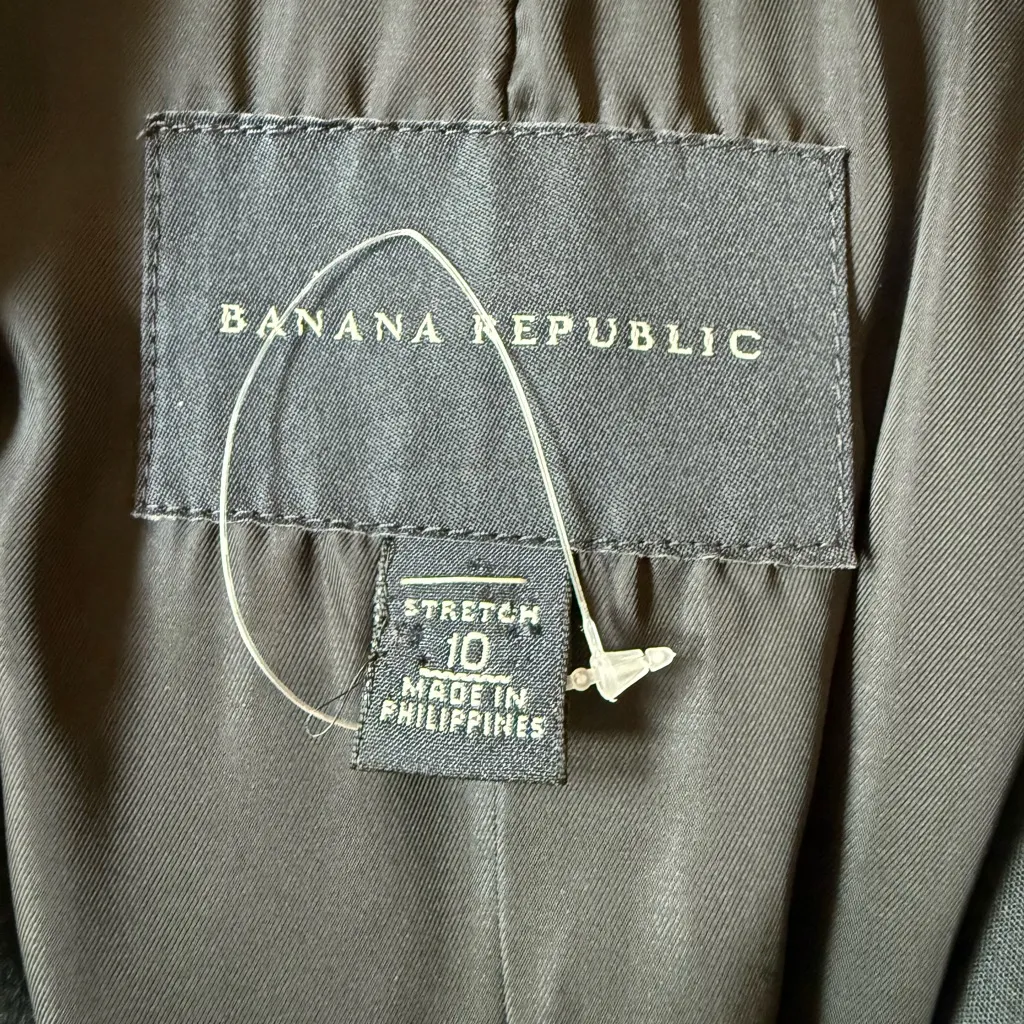 BANANA REPUBLIC
STRETCH
10
MADE IN
PHILIPPINES